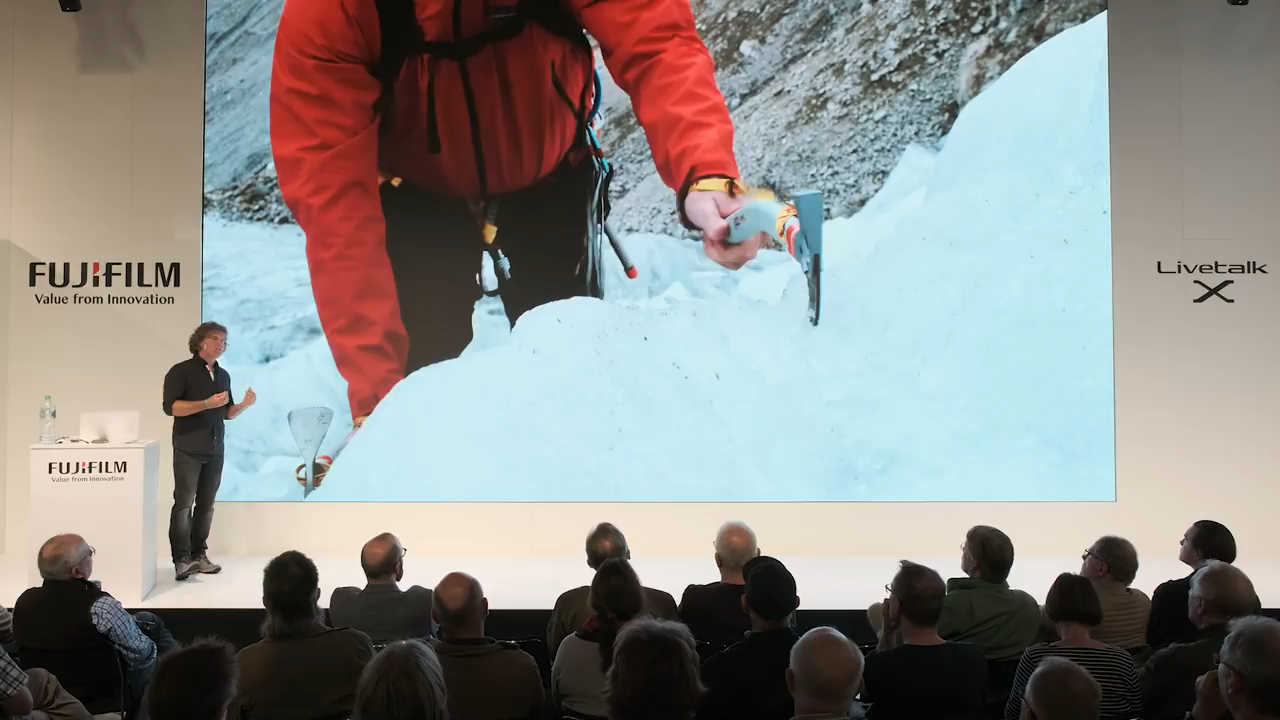 FUJIFILM
Value from Innovation
Livetalk
X
FUJIFILM
Value from Innovation